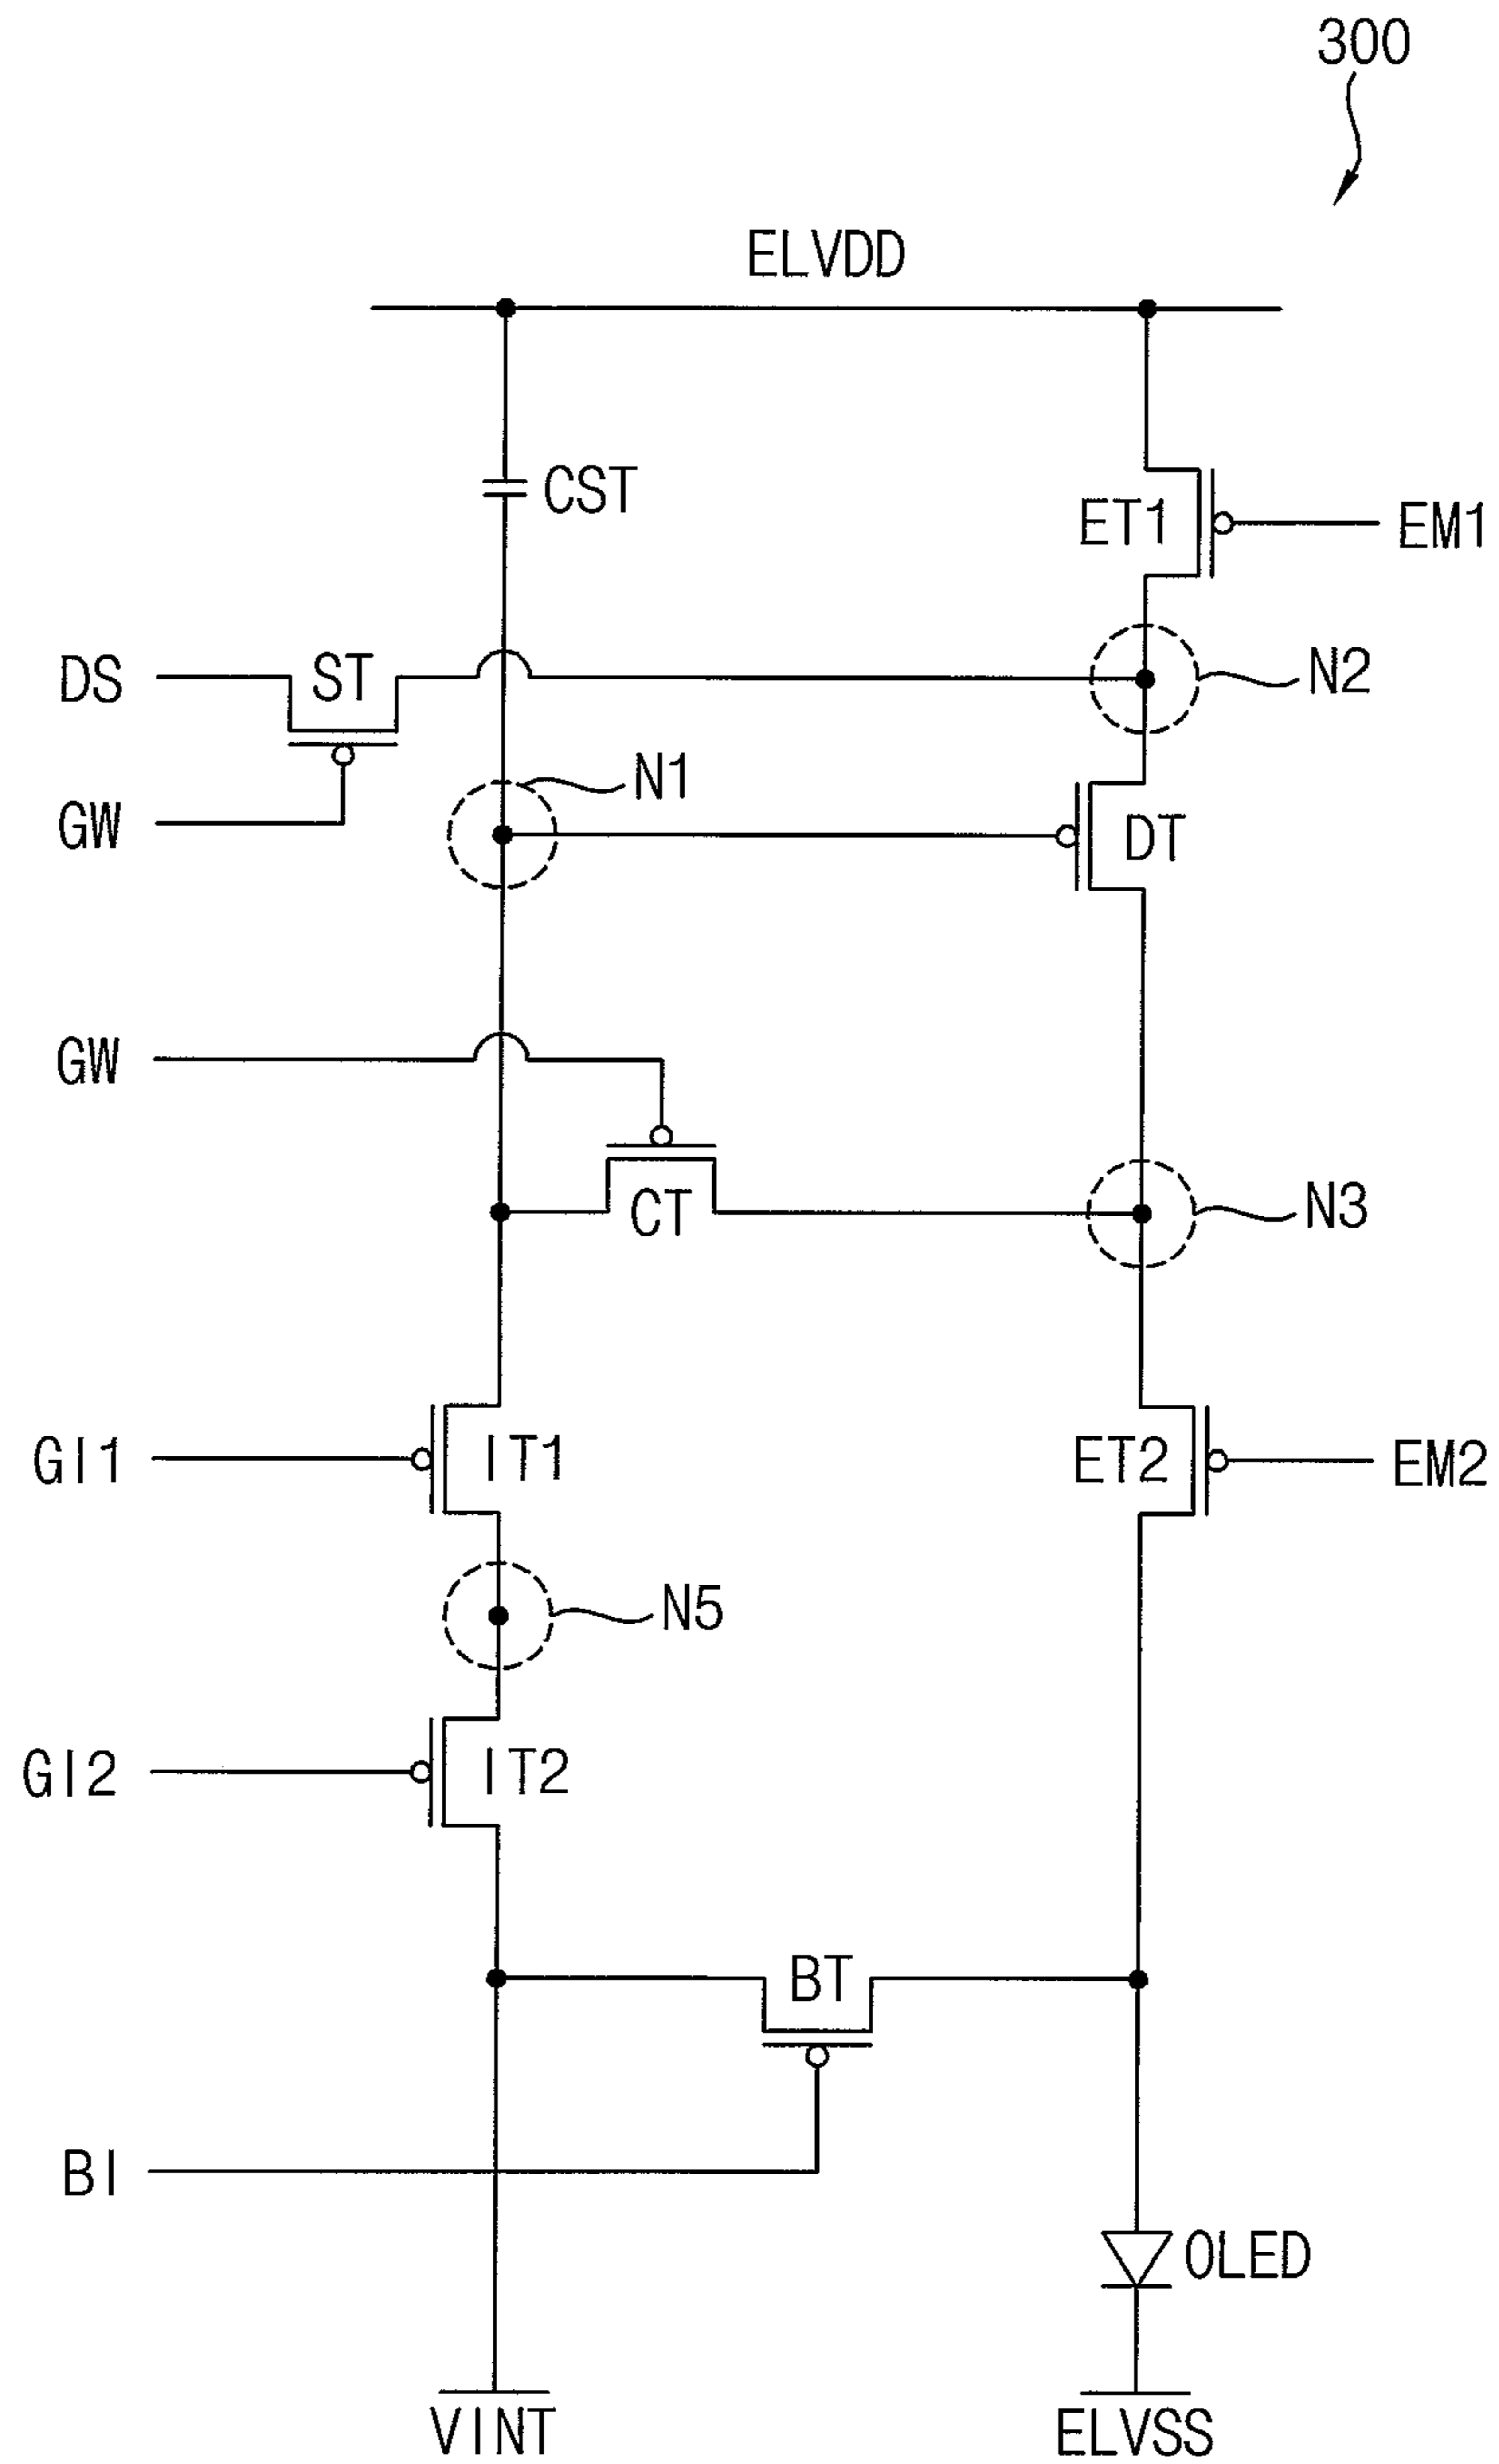 300
ELVDD
CST
ET1
EM1
DS
ST
N2
N1
GW
DT
GW
CT
N3
GI1
IT1
ET2
EM2
N5
GI2
IT2
BT
BI
OLED
VINT
ELVSS